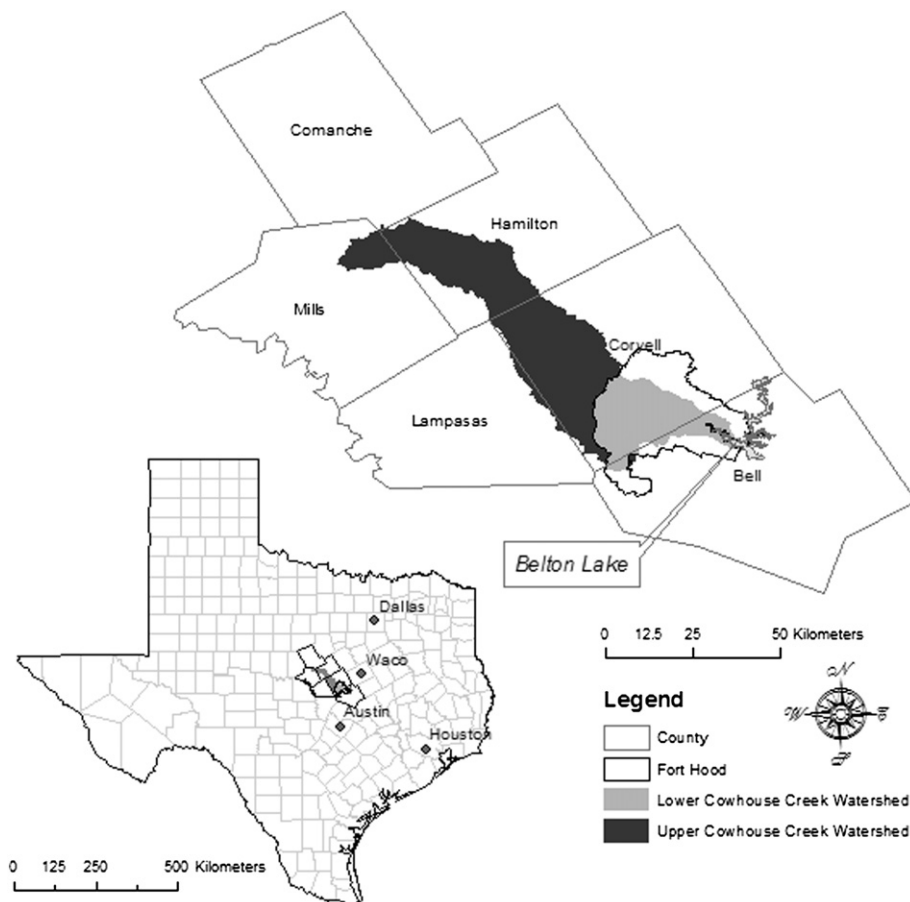 Comanche
Hamilton
Mills
Coryell
Lampasas
Bell
Belton Lake
Dallas
Waco
Austin
Houston
0 12.5 25 50 Kilometers
N
W E
S
Legend
County
Fort Hood
Lower Cowhouse Creek Watershed
Upper Cowhouse Creek Watershed
0 125 250 500 Kilometers